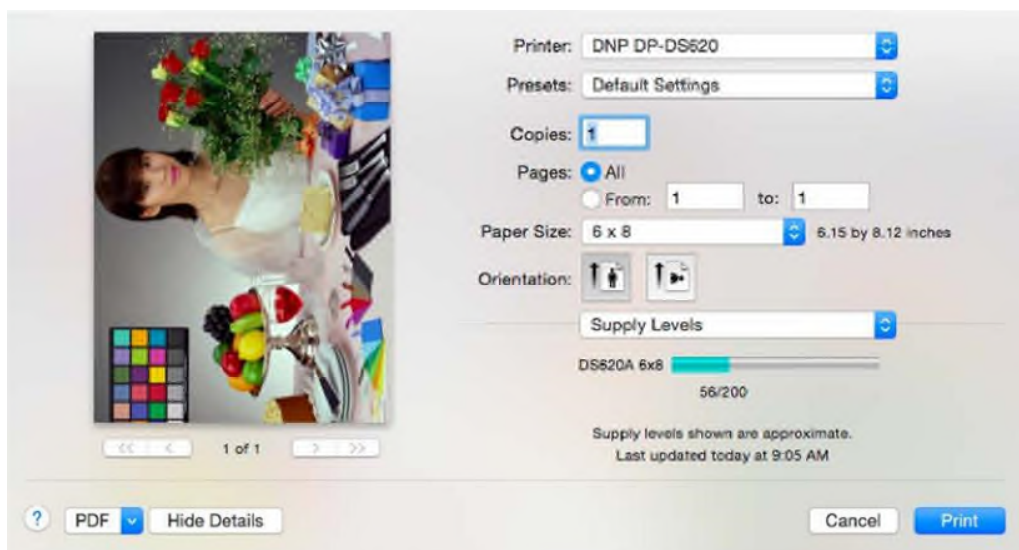 Printer: DNP DP-DS620
Presets: Default Settings
Copies: 1
Pages: All
From: 1 to: 1
Paper Size: 6 x 8 6.15 by 8.12 inches
Orientation:
Supply Levels
DS620A 6x8
56/200
Supply levels shown are approximate.
Last updated today at 9:05 AM
<< < 1 of 1 > >>
? PDF Hide Details Cancel Print